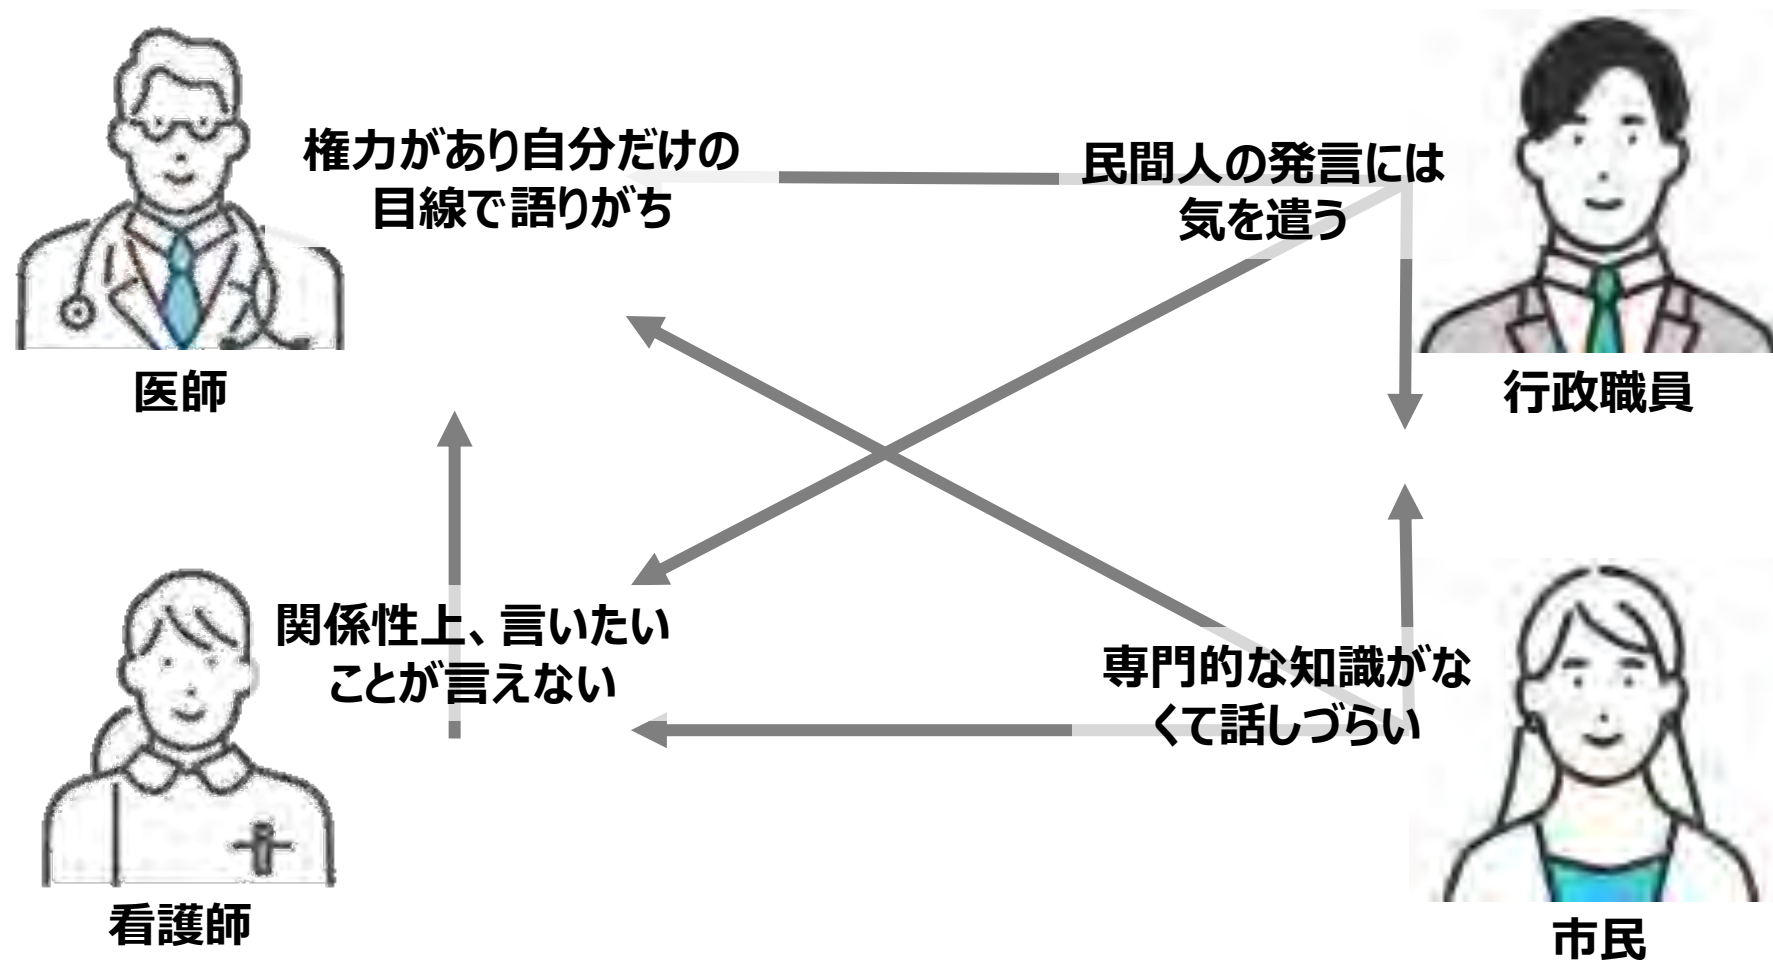 権力があり自分だけの
目線で語りがち
医師
民間人の発言には
気を遣う
行政職員
関係性上、言いたい
ことが言えない
看護師
専門的な知識がな
くて話しづらい
市民